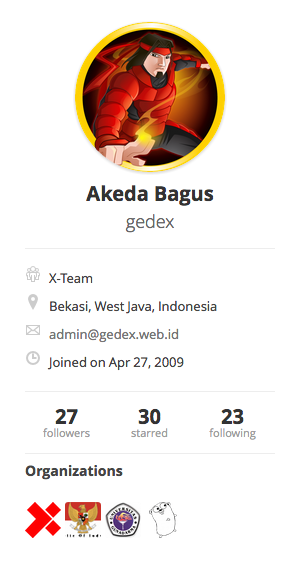 Akeda Bagus
gedex
X-Team
Bekasi, West Java, Indonesia
admin@gedex.web.id
Joined on Apr 27, 2009
27 30 23
followers starred following
Organizations